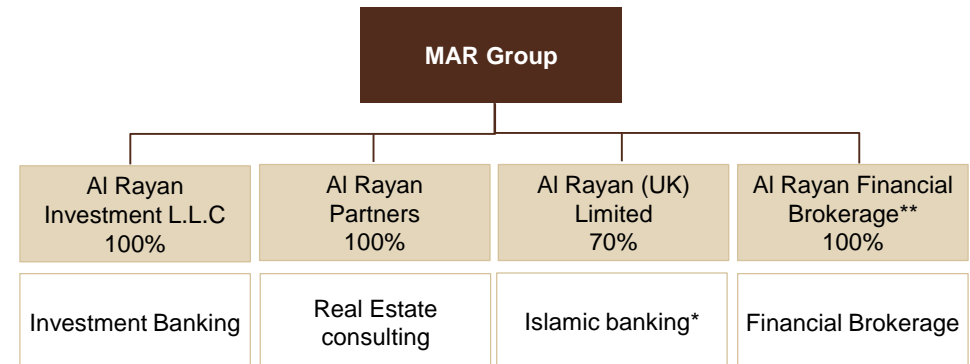 MAR Group
Al Rayan
Investment L.L.C
100%
Al Rayan
Partners
100%
Al Rayan (UK)
Limited
70%
Al Rayan Financial
Brokerage**
100%
Investment Banking
Real Estate
consulting
Islamic banking*
Financial Brokerage